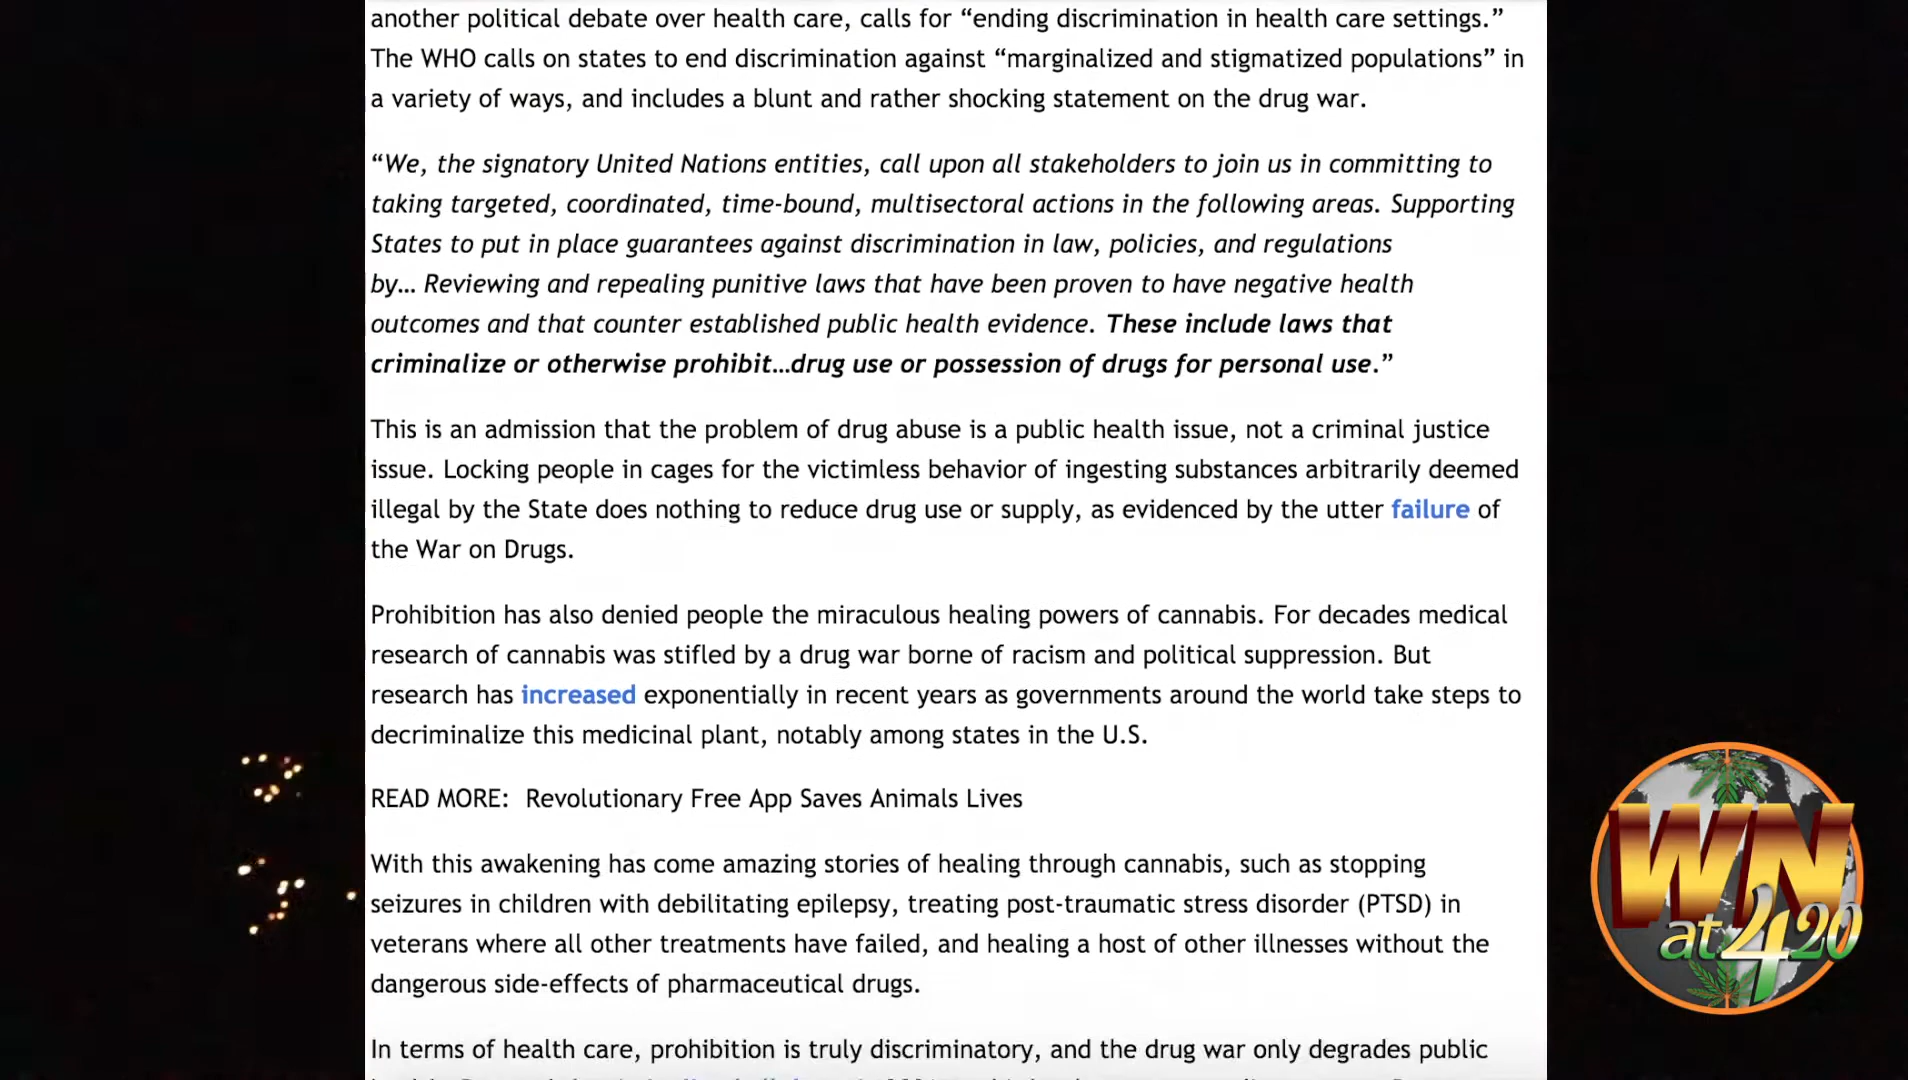 another political debate over health care, calls for “ending discrimination in health care settings.”
The WHO calls on states to end discrimination against “marginalized and stigmatized populations” in
a variety of ways, and includes a blunt and rather shocking statement on the drug war.
“We, the signatory United Nations entities, call upon all stakeholders to join us in committing to
taking targeted, coordinated, time-bound, multisectoral actions in the following areas. Supporting
States to put in place guarantees against discrimination in law, policies, and regulations
by… Reviewing and repealing punitive laws that have been proven to have negative health
outcomes and that counter established public health evidence. These include laws that
criminalize or otherwise prohibit…drug use or possession of drugs for personal use.”
This is an admission that the problem of drug abuse is a public health issue, not a criminal justice
issue. Locking people in cages for the victimless behavior of ingesting substances arbitrarily deemed
illegal by the State does nothing to reduce drug use or supply, as evidenced by the utter failure of
the War on Drugs.
Prohibition has also denied people the miraculous healing powers of cannabis. For decades medical
research of cannabis was stifled by a drug war borne of racism and political suppression. But
research has increased exponentially in recent years as governments around the world take steps to
decriminalize this medicinal plant, notably among states in the U.S.
READ MORE: Revolutionary Free App Saves Animals Lives
With this awakening has come amazing stories of healing through cannabis, such as stopping
seizures in children with debilitating epilepsy, treating post-traumatic stress disorder (PTSD) in
veterans where all other treatments have failed, and healing a host of other illnesses without the
dangerous side-effects of pharmaceutical drugs.
In terms of health care, prohibition is truly discriminatory, and the drug war only degrades public
WN
at 420